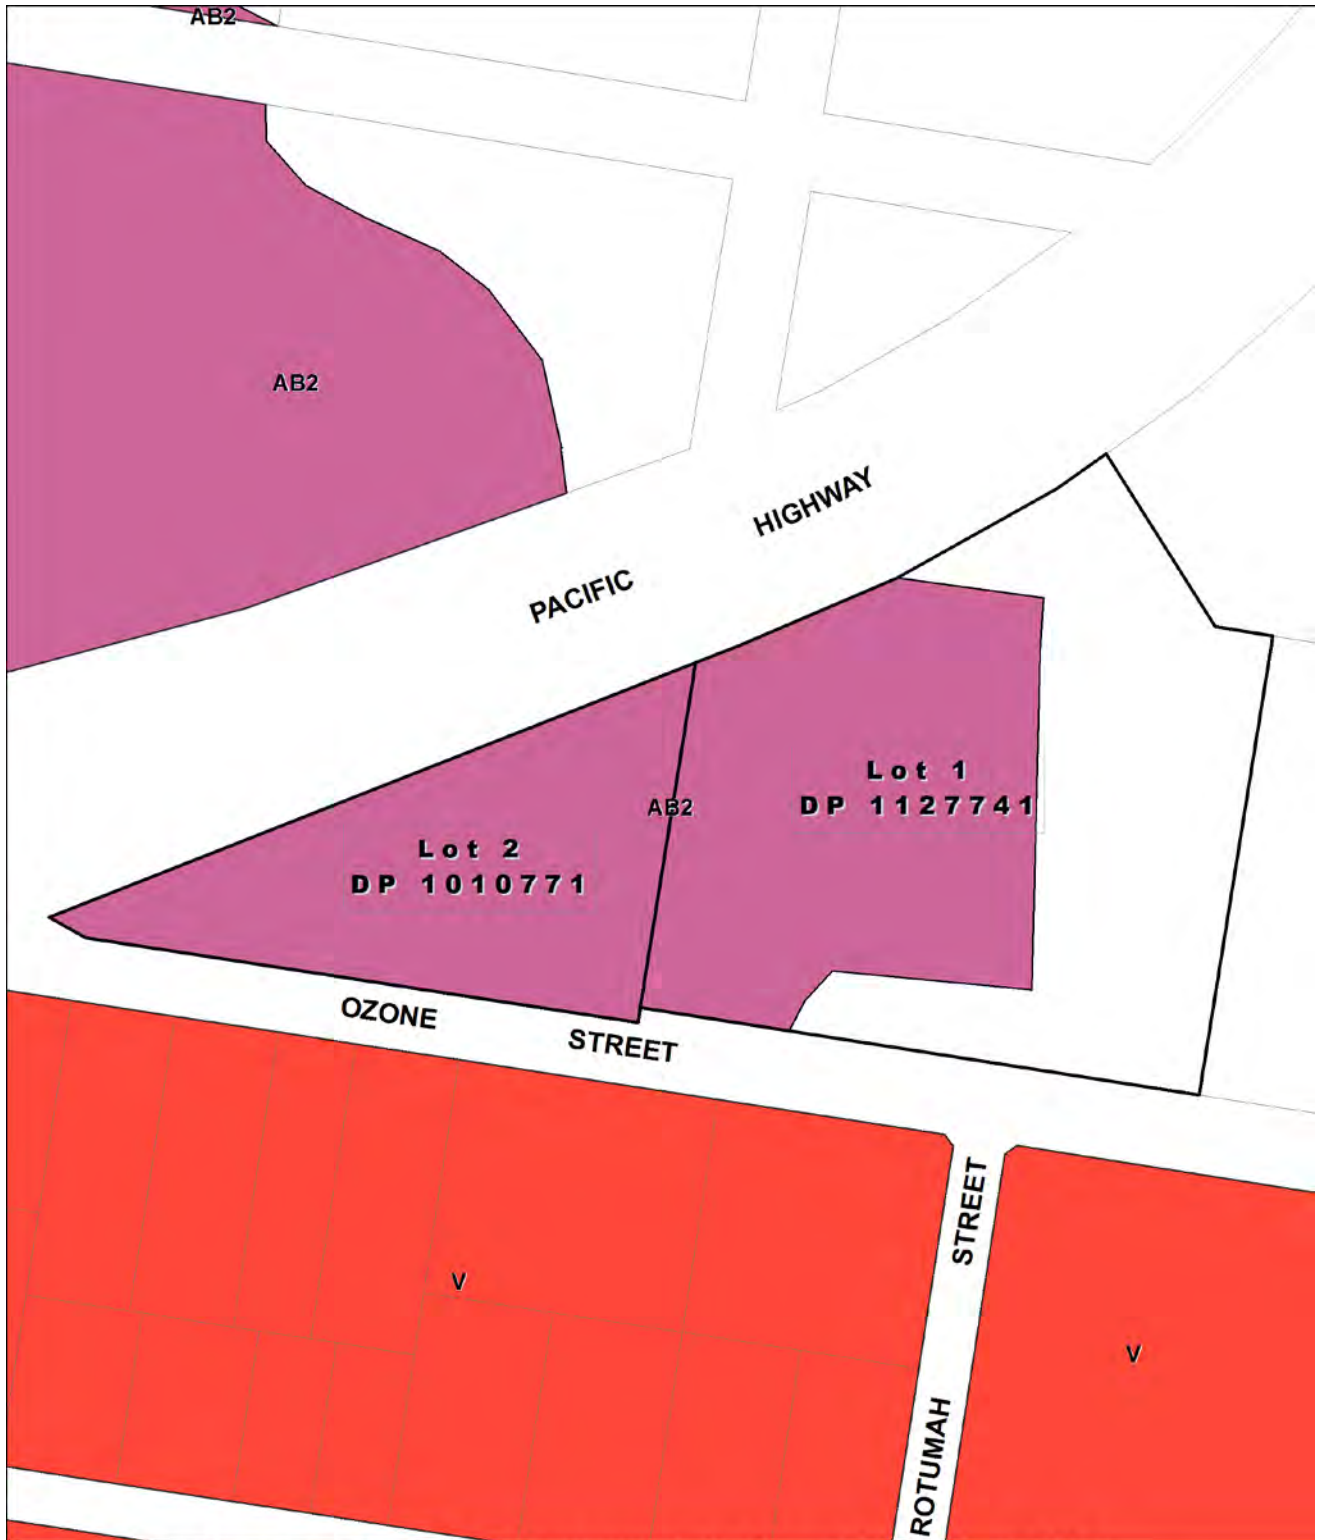 AB2
AB2
HIGHWAY
PACIFIC
Lot 1
DP 1127741
AB2
Lot 2
DP 1010771
OZONE
STREET
STREET
V
V
ROTUMAH